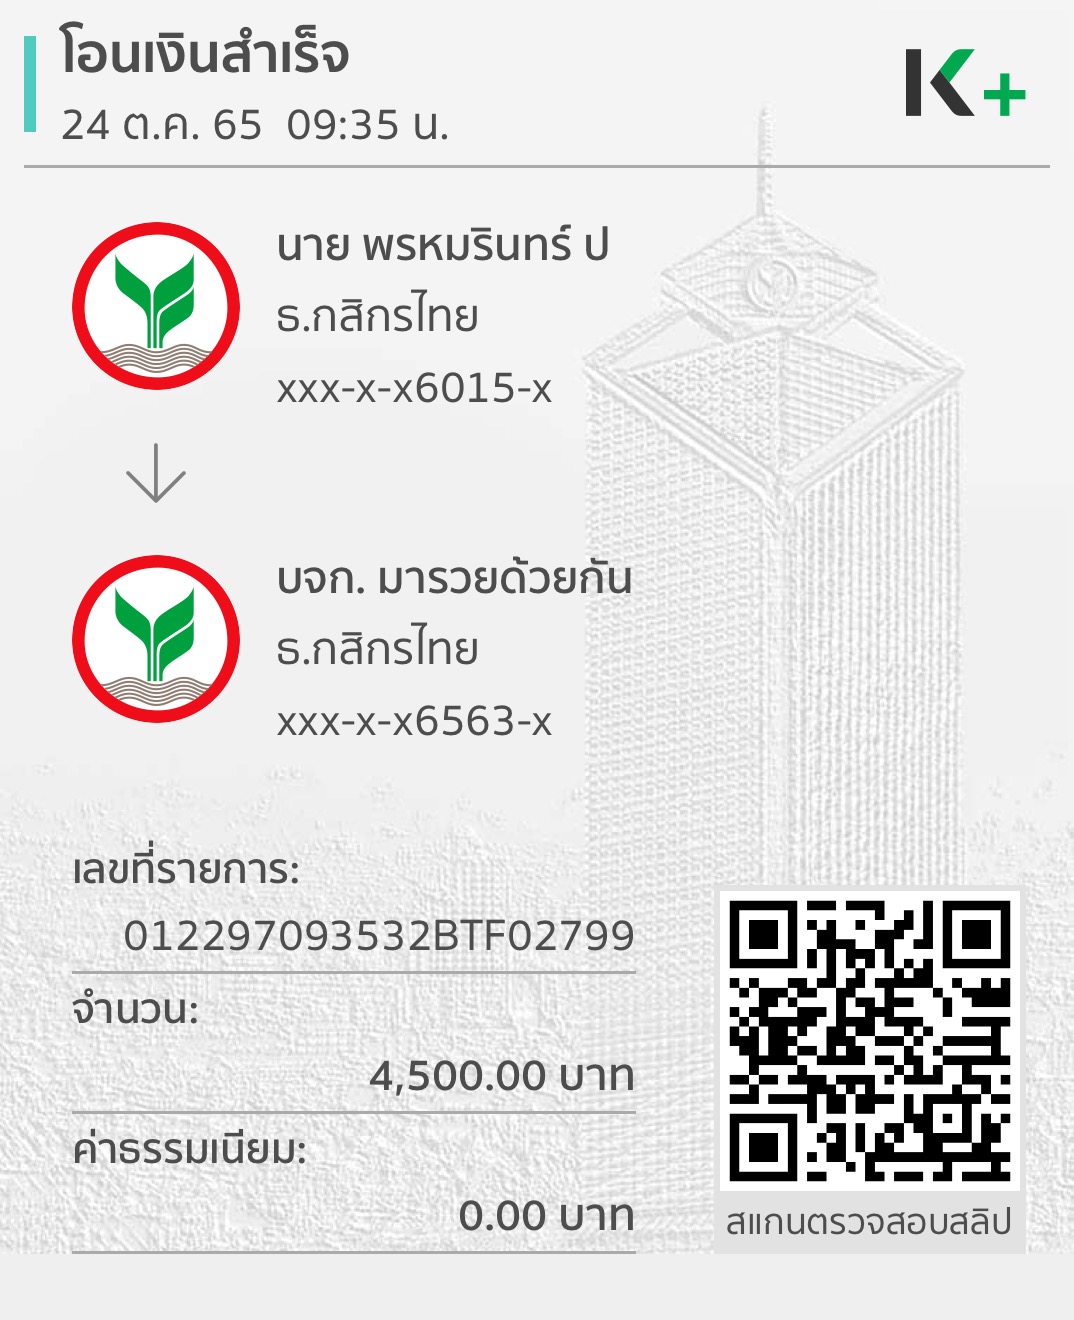 โอนเงินสำเร็จ
24 ต.ค. 65  09:35 น.
K+
นาย พรหมรินทร์ ป
ธ.กสิกรไทย
xxx-x-x6015-x
บจก. มารวยด้วยกัน
ธ.กสิกรไทย
xxx-x-x6563-x
เลขที่รายการ:
012297093532BTF02799
จำนวน:
4,500.00 บาท
ค่าธรรมเนียม:
0.00 บาท
สแกนตรวจสอบสลิป